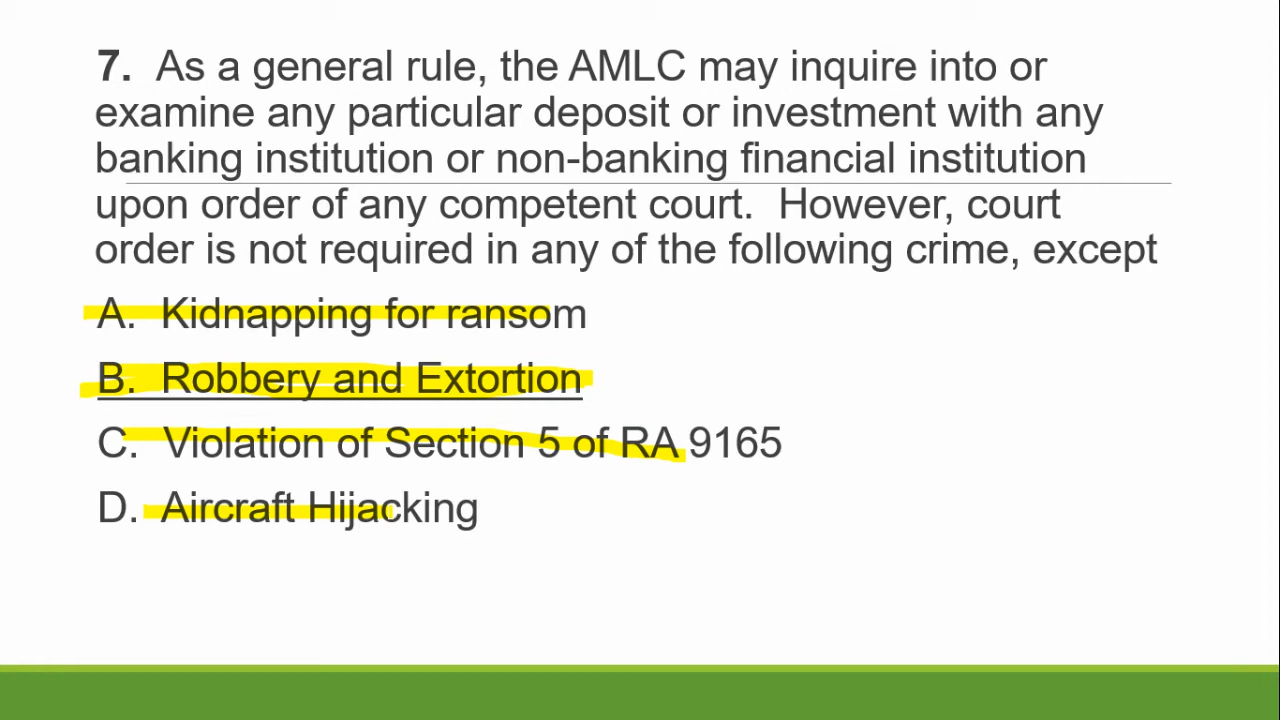 7. As a general rule, the AMLC may inquire into or
examine any particular deposit or investment with any
banking institution or non-banking financial institution
upon order of any competent court. However, court
order is not required in any of the following crime, except
A. Kidnapping for ransom
B. Robbery and Extortion
C. Violation of Section 5 of RA 9165
D. Aircraft Hijacking